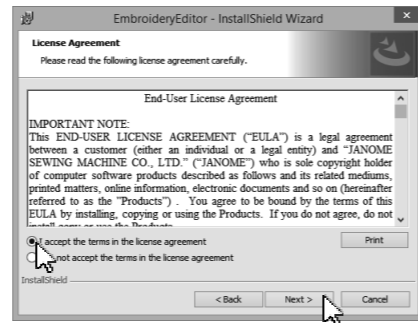 EmbroideryEditor - InstallShield Wizard
License Agreement
Please read the following license agreement carefully.
End-User License Agreement
IMPORTANT NOTE:
This END-USER LICENSE AGREEMENT ("EULA") is a legal agreement
between a customer (either an individual or a legal entity) and "JANOME
SEWING MACHINE CO., LTD." ("JANOME") who is sole copyright holder
of computer software products described as follows and its related mediums,
printed matters, online information, electronic documents and so on (hereinafter
referred to as the "Products") . You agree to be bound by the terms of this
EULA by installing, copying or using the Products. If you do not agree, do not
install copy or use the Products
I accept the terms in the license agreement
Print
not accept the terms in the license agreement
InstallShield
< Back
Next >
Cancel